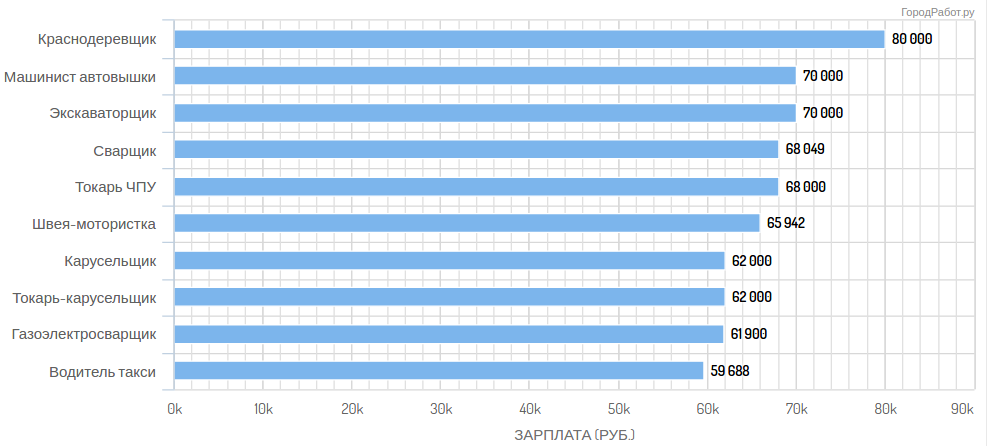 ГородРабот.ру
Краснодеревщик 80 000
Машинист автовышки 70 000
Экскаваторщик 70 000
Сварщик 68 049
Токарь ЧПУ 68 000
Швея-мотористка 65 942
Карусельщик 62 000
Токарь-карусельщик 62 000
Газоэлектросварщик 61 900
Водитель такси 59 688
0k 10k 20k 30k 40k 50k 60k 70k 80k 90k
ЗАРПЛАТА (РУБ.)